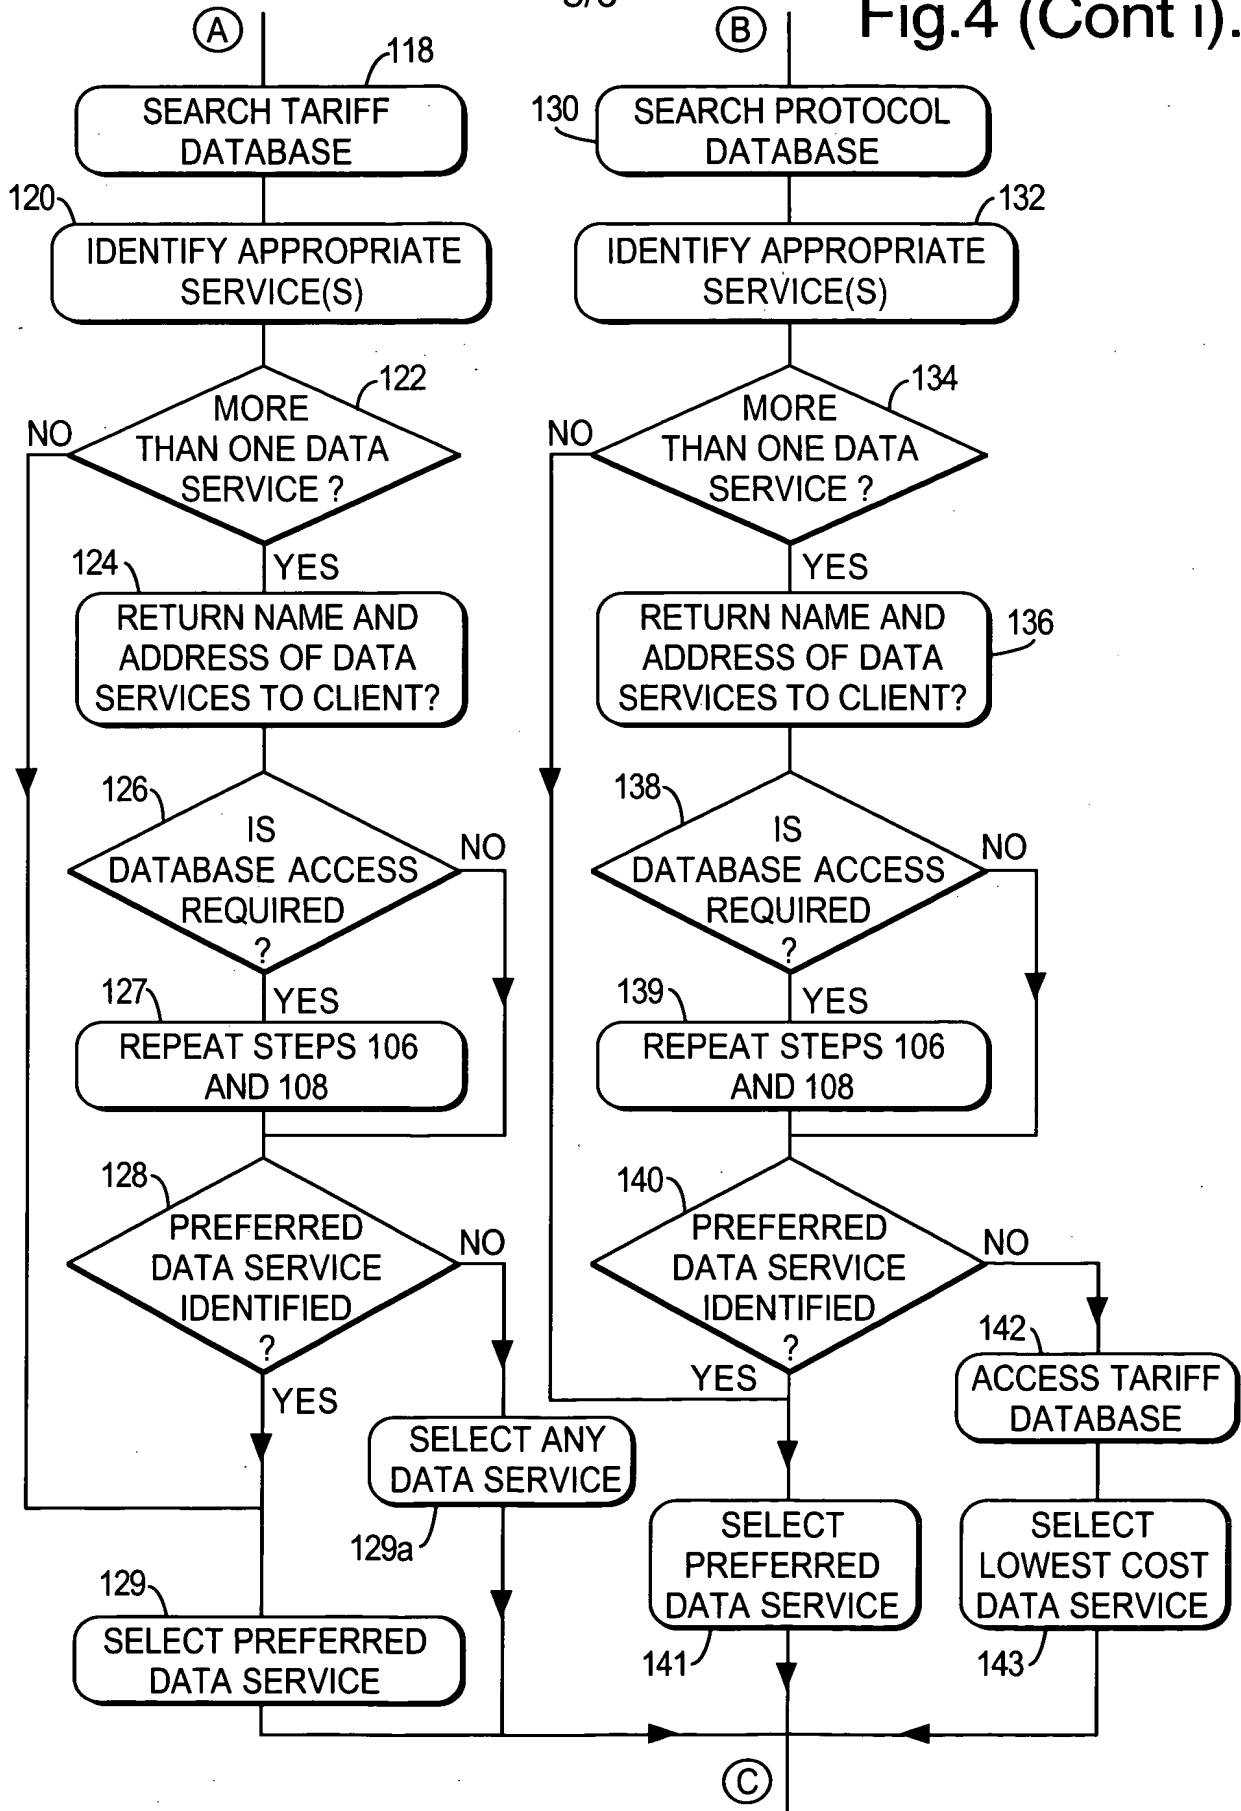 Fig.4 (Cont i).
A
118
SEARCH TARIFF
DATABASE
120
IDENTIFY APPROPRIATE
SERVICE(S)
122
MORE
THAN ONE DATA
SERVICE ?
NO
YES
124
RETURN NAME AND
ADDRESS OF DATA
SERVICES TO CLIENT?
126
IS
DATABASE ACCESS
REQUIRED
?
NO
YES
127
REPEAT STEPS 106
AND 108
128
PREFERRED
DATA SERVICE
IDENTIFIED
?
NO
YES
SELECT ANY
DATA SERVICE
129a
129
SELECT PREFERRED
DATA SERVICE
B
130
SEARCH PROTOCOL
DATABASE
132
IDENTIFY APPROPRIATE
SERVICE(S)
134
MORE
THAN ONE DATA
SERVICE ?
NO
YES
RETURN NAME AND
ADDRESS OF DATA
SERVICES TO CLIENT?
136
138
IS
DATABASE ACCESS
REQUIRED
?
NO
YES
139
REPEAT STEPS 106
AND 108
140
PREFERRED
DATA SERVICE
IDENTIFIED
?
NO
YES
142
ACCESS TARIFF
DATABASE
SELECT
PREFERRED
DATA SERVICE
141
SELECT
LOWEST COST
DATA SERVICE
143
C